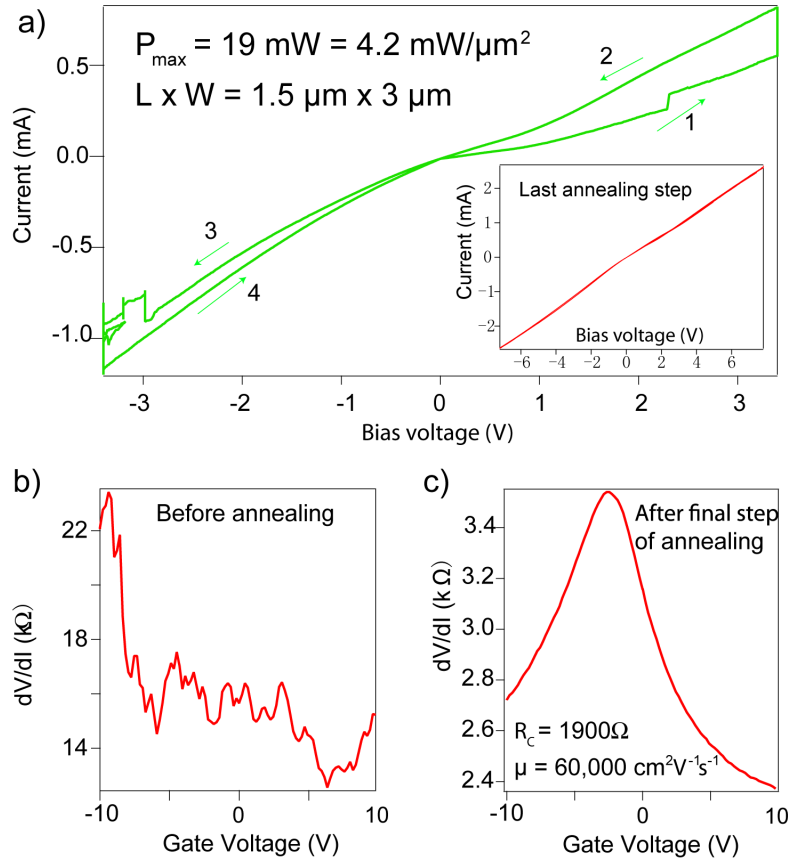 a)
P_max = 19 mW = 4.2 mW/µm²
L x W = 1.5 µm x 3 µm
2
1
3
4
Current (mA)
0.5
0.0
-0.5
-1.0
-3
-2
-1
0
1
2
3
Bias voltage (V)
Last annealing step
Current (mA)
2
1
0
-1
-2
Bias voltage (V)
-6
-4
-2
0
2
4
6
b)
Before annealing
dV/dI (kΩ)
22
18
14
-10
0
10
Gate Voltage (V)
c)
After final step
of annealing
dV/dI (k Ω)
3.4
3.2
3.0
2.8
2.6
2.4
R_C = 1900Ω
µ = 60,000 cm²V⁻¹s⁻¹
-10
0
10
Gate Voltage (V)